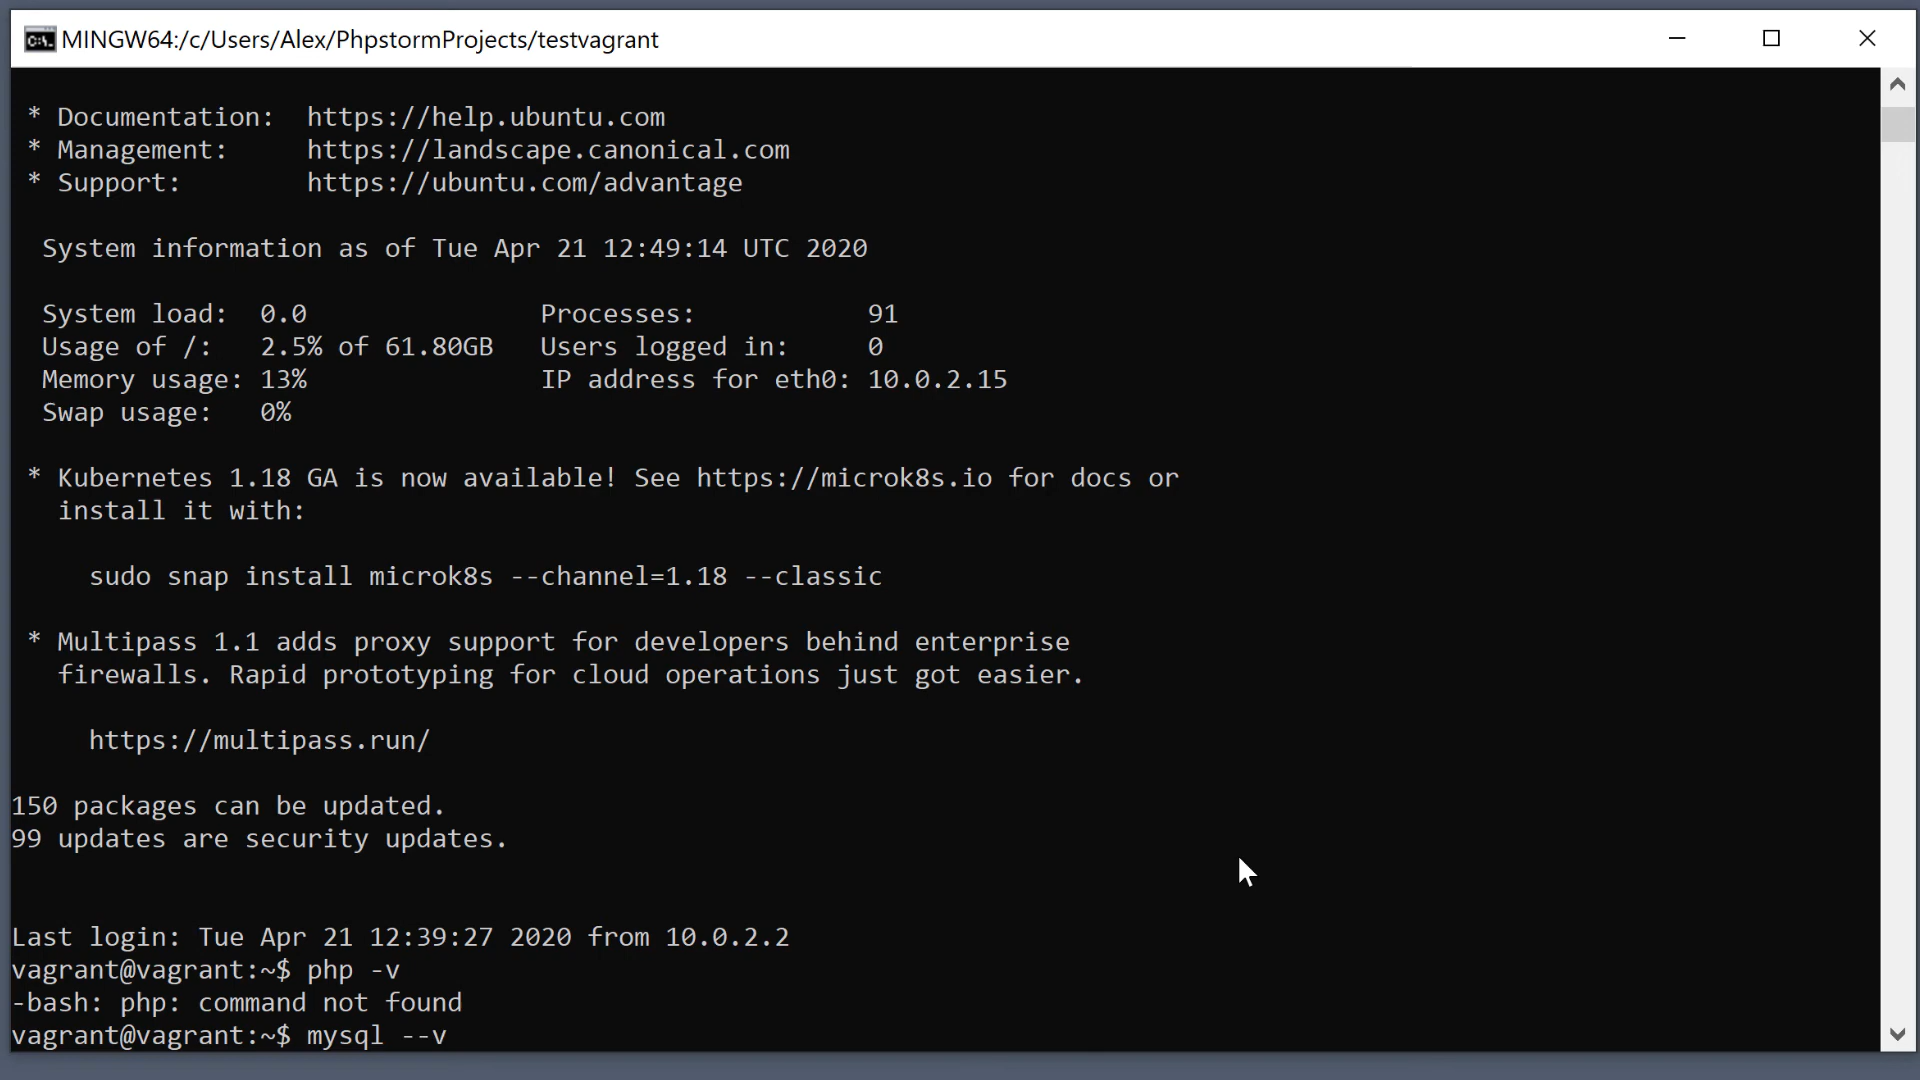 MINGW64:/c/Users/Alex/PhpstormProjects/testvagrant
* Documentation:  https://help.ubuntu.com
* Management:     https://landscape.canonical.com
* Support:        https://ubuntu.com/advantage
System information as of Tue Apr 21 12:49:14 UTC 2020
System load:  0.0               Processes:           91
Usage of /:   2.5% of 61.80GB   Users logged in:     0
Memory usage: 13%               IP address for eth0: 10.0.2.15
Swap usage:   0%
* Kubernetes 1.18 GA is now available! See https://microk8s.io for docs or
install it with:
sudo snap install microk8s --channel=1.18 --classic
* Multipass 1.1 adds proxy support for developers behind enterprise
firewalls. Rapid prototyping for cloud operations just got easier.
https://multipass.run/
150 packages can be updated.
99 updates are security updates.
Last login: Tue Apr 21 12:39:27 2020 from 10.0.2.2
vagrant@vagrant:~$ php -v
-bash: php: command not found
vagrant@vagrant:~$ mysql --v